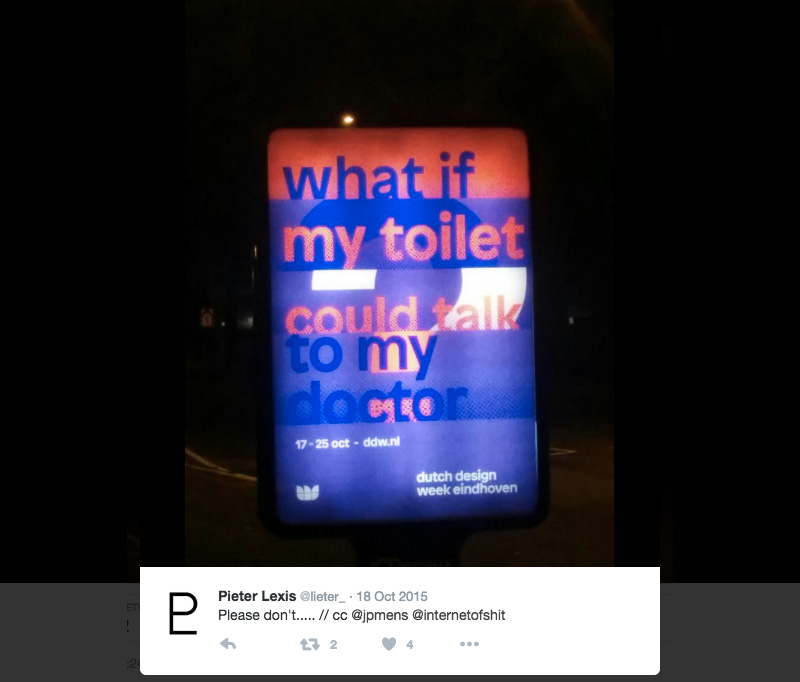 what if
my toilet
could talk
to my
doctor
17 - 25 oct - ddw.nl
dutch design
week eindhoven
Pieter Lexis @lieter_ · 18 Oct 2015
Please don't..... // cc @jpmens @internetofshit
2
4